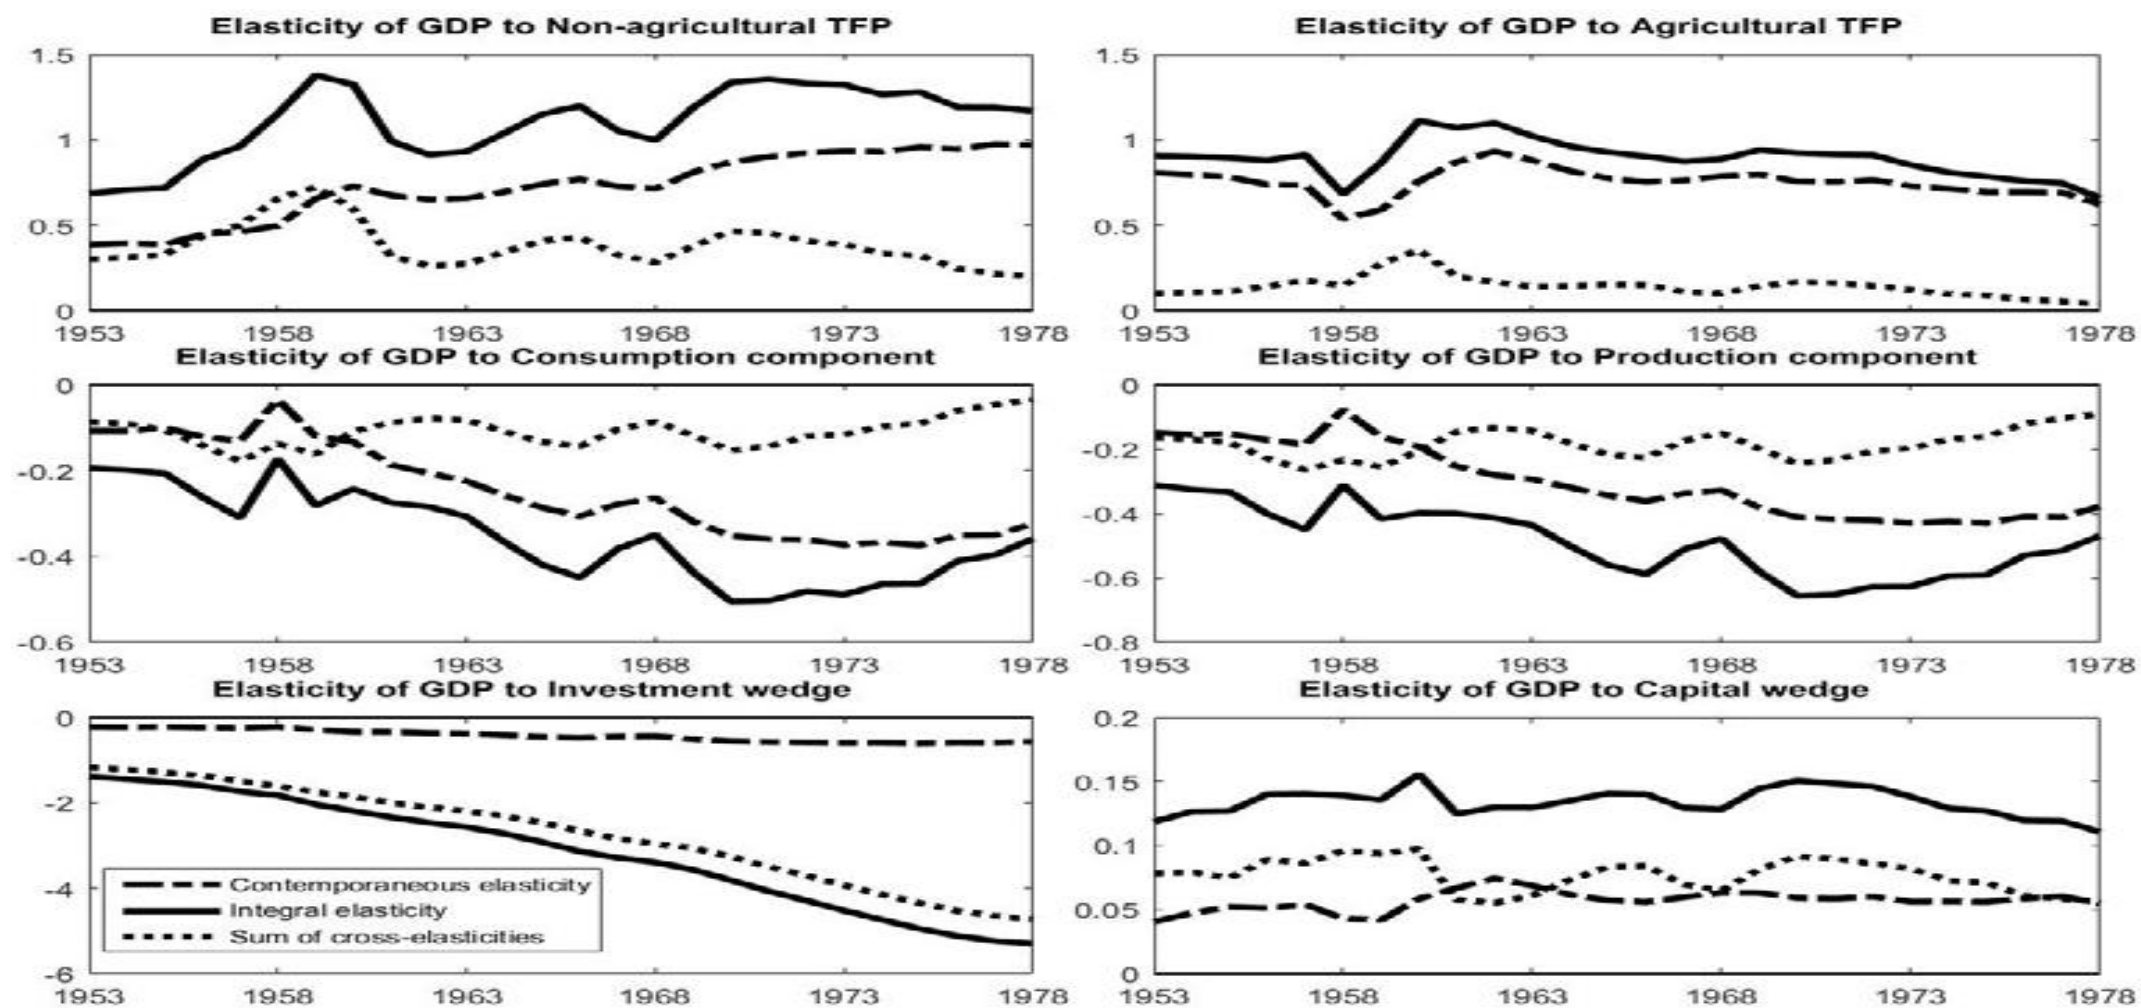 Elasticity of GDP to Non-agricultural TFP
1.5
1
0.5
0
1953 1958 1963 1968 1973 1978
Elasticity of GDP to Agricultural TFP
1.5
1
0.5
0
1953 1958 1963 1968 1973 1978
Elasticity of GDP to Consumption component
0
-0.2
-0.4
-0.6
1953 1958 1963 1968 1973 1978
Elasticity of GDP to Production component
0
-0.2
-0.4
-0.6
-0.8
1953 1958 1963 1968 1973 1978
Elasticity of GDP to Investment wedge
0
-2
-4
-6
Contemporaneous elasticity
Integral elasticity
Sum of cross-elasticities
1953 1958 1963 1968 1973 1978
Elasticity of GDP to Capital wedge
0.2
0.15
0.1
0.05
0
1953 1958 1963 1968 1973 1978